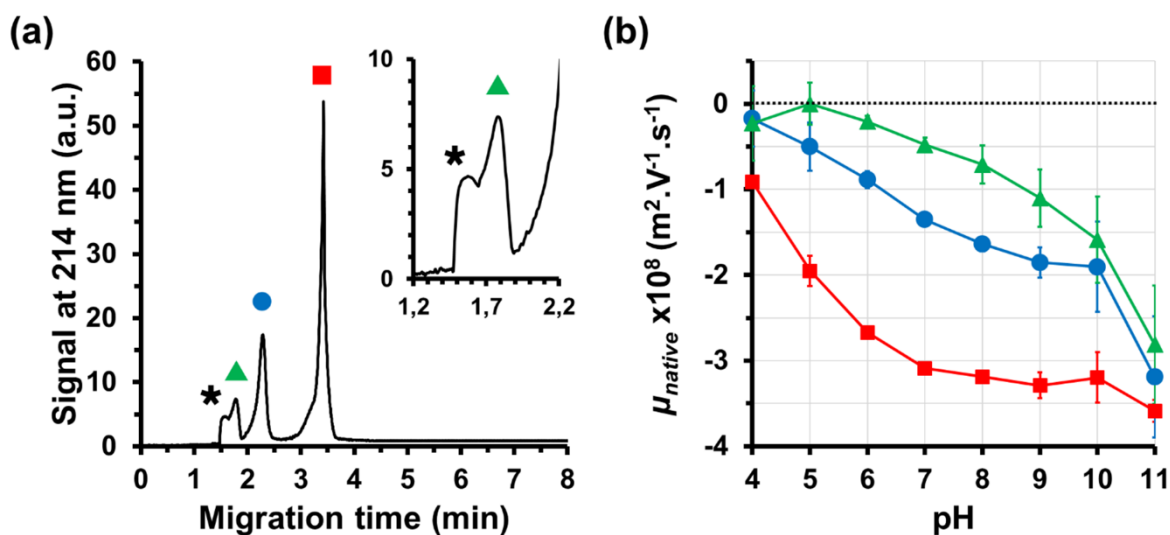 (a)
Signal at 214 nm (a.u.)
60
50
40
30
20
10
0
0 1 2 3 4 5 6 7 8
Migration time (min)
*
10
5
0
1,2 1,7 2,2
*
(b)
μnative x10⁸ (m².V⁻¹.s⁻¹)
0
-1
-2
-3
-4
4 5 6 7 8 9 10 11
pH